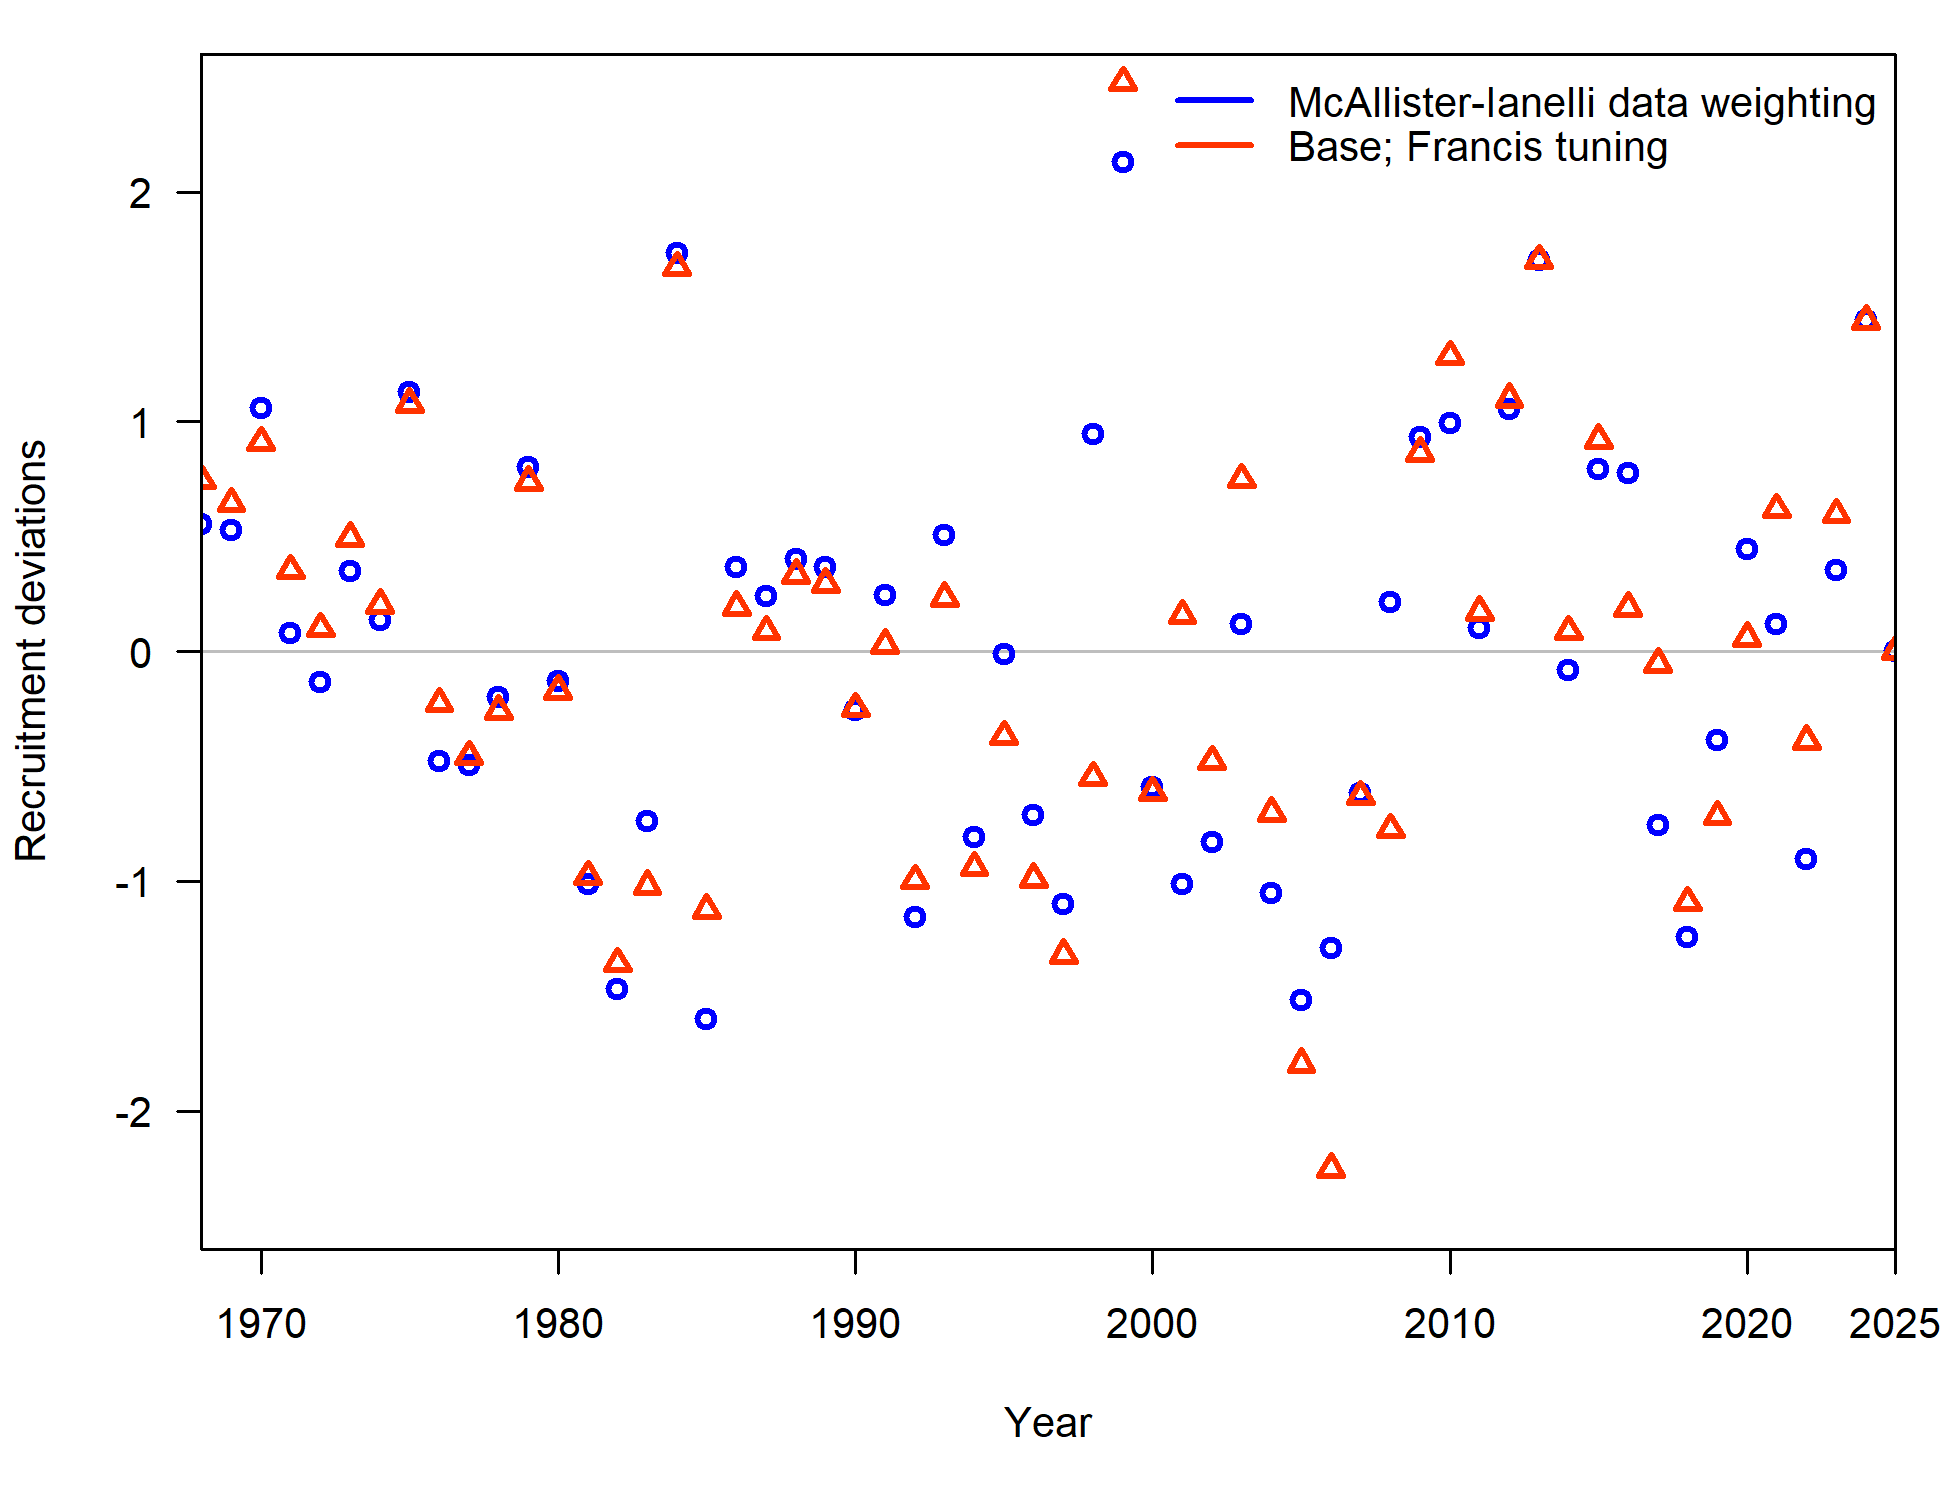 McAllister-Ianelli data weighting
Base; Francis tuning
2
1
0
-1
-2
Recruitment deviations
1970 1980 1990 2000 2010 2020 2025
Year